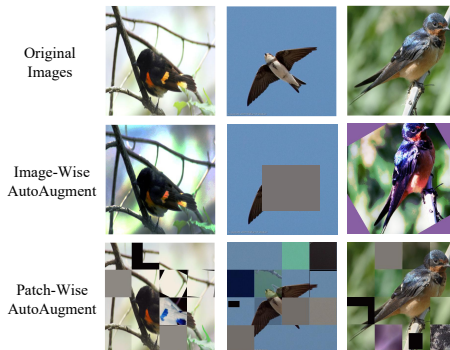 Original
Images
Image-Wise
AutoAugment
Patch-Wise
AutoAugment